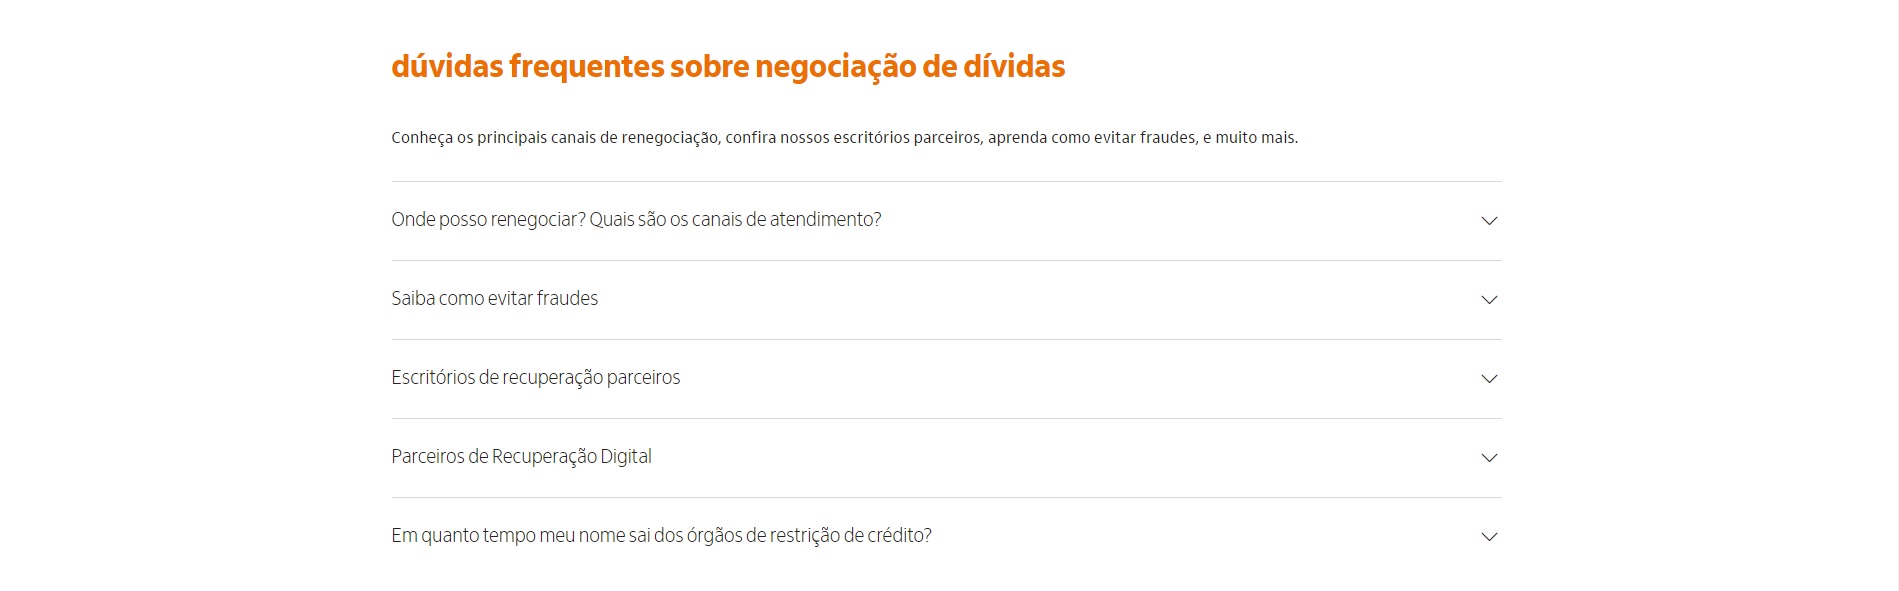 dúvidas frequentes sobre negociação de dívidas
Conheça os principais canais de renegociação, confira nossos escritórios parceiros, aprenda como evitar fraudes, e muito mais.
Onde posso renegociar? Quais são os canais de atendimento?
Saiba como evitar fraudes
Escritórios de recuperação parceiros
Parceiros de Recuperação Digital
Em quanto tempo meu nome sai dos órgãos de restrição de crédito?